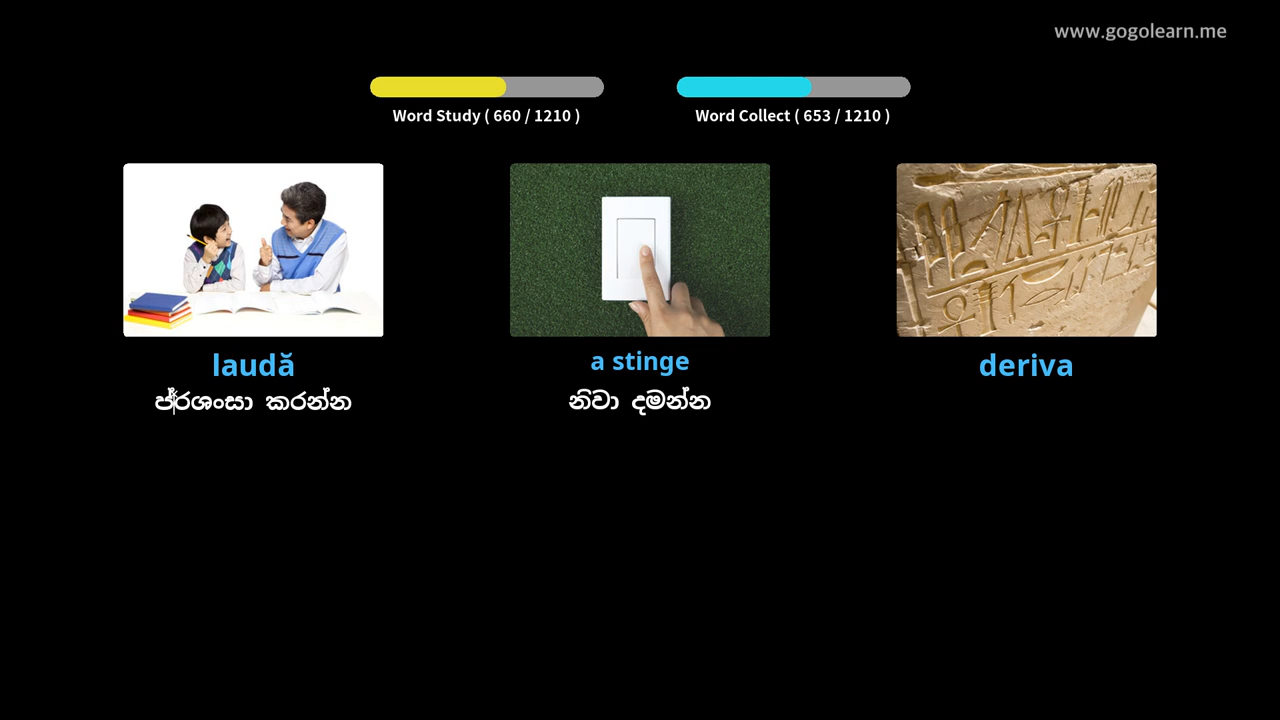 www.gogolearn.me
Word Study ( 660 / 1210 )
Word Collect ( 653 / 1210 )
laudă
ප්‍රශංසා කරන්න
a stinge
නිවා දමන්න
deriva